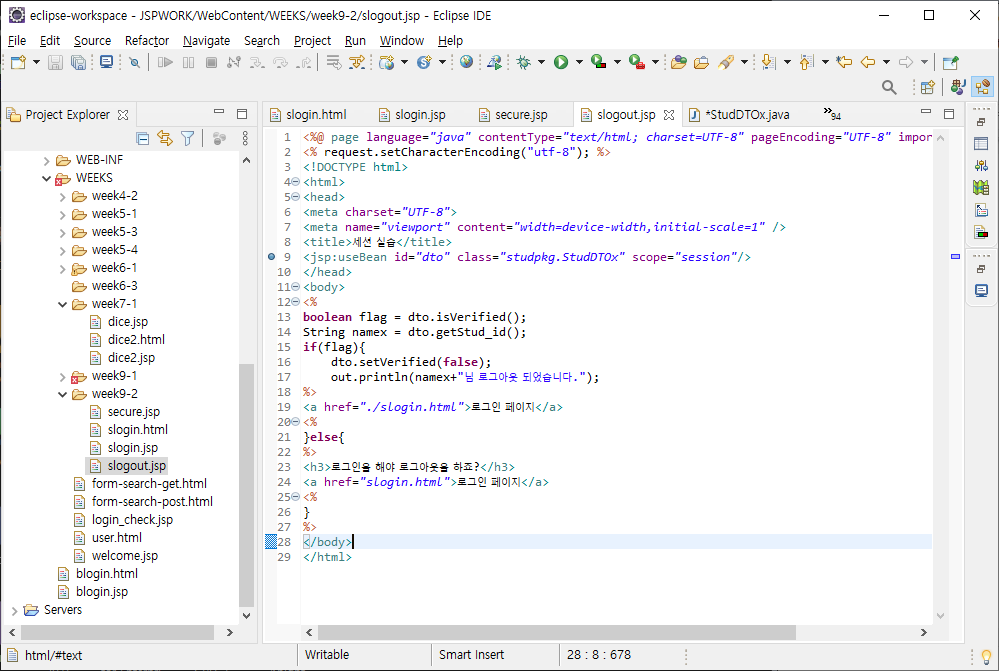 eclipse-workspace - JSPWORK/WebContent/WEEKS/week9-2/slogout.jsp - Eclipse IDE
File Edit Source Refactor Navigate Search Project Run Window Help
Project Explorer
WEB-INF
WEEKS
week4-2
week5-1
week5-3
week5-4
week6-1
week6-3
week7-1
dice.jsp
dice2.html
dice2.jsp
week9-1
week9-2
secure.jsp
slogin.html
slogin.jsp
slogout.jsp
form-search-get.html
form-search-post.html
login_check.jsp
user.html
welcome.jsp
blogin.html
blogin.jsp
Servers
slogin.html slogin.jsp secure.jsp slogout.jsp *StudDTOx.java »94
1 <%@ page language="java" contentType="text/html; charset=UTF-8" pageEncoding="UTF-8" impor
2 <% request.setCharacterEncoding("utf-8"); %>
3 <!DOCTYPE html>
4 <html>
5 <head>
6 <meta charset="UTF-8">
7 <meta name="viewport" content="width=device-width,initial-scale=1" />
8 <title>세션 실습</title>
9 <jsp:useBean id="dto" class="studpkg.StudDTOx" scope="session"/>
10 </head>
11 <body>
12 <%
13 boolean flag = dto.isVerified();
14 String namex = dto.getStud_id();
15 if(flag){
16 dto.setVerified(false);
17 out.println(namex+"님 로그아웃 되었습니다.");
18 %>
19 <a href="./slogin.html">로그인 페이지</a>
20 <%
21 }else{
22 %>
23 <h3>로그인을 해야 로그아웃을 하죠?</h3>
24 <a href="slogin.html">로그인 페이지</a>
25 <%
26 }
27 %>
28 </body>
29 </html>
html/#text Writable Smart Insert 28 : 8 : 678